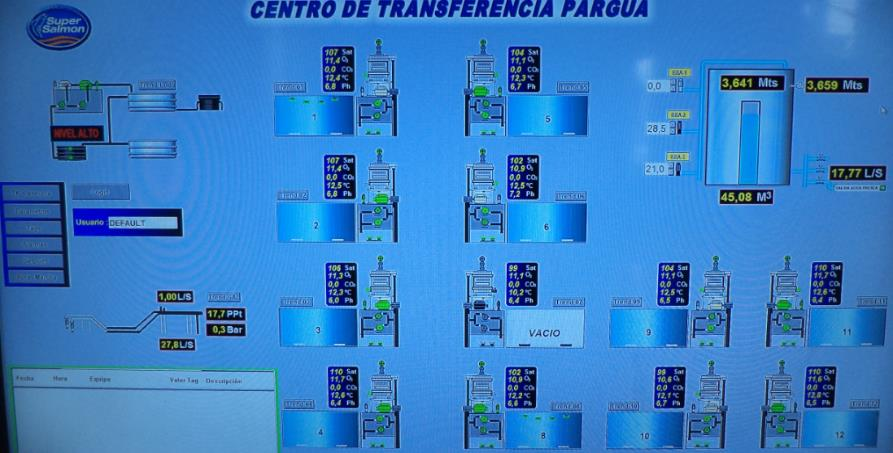 CENTRO DE TRANSFERENCIA PARGUA
Super
Salmon
NIVEL ALTO
Usuario: DEFAULT
1,00 L/S
17,7 PPt
0,3 Bar
27,8 L/S
Fecha Hora Equipo Valor Tag Descripción
107 Sat
11,4 O₂
0,0 CO₂
12,4 °C
6,8 Ph
1
107 Sat
11,4 O₂
0,0 CO₂
12,5 °C
6,8 Ph
2
105 Sat
11,3 O₂
0,0 CO₂
12,3 °C
6,0 Ph
3
110 Sat
11,7 O₂
0,0 CO₂
12,6 °C
6,4 Ph
4
104 Sat
11,1 O₂
0,0 CO₂
12,3 °C
6,7 Ph
5
102 Sat
10,9 O₂
0,0 CO₂
12,5 °C
7,2 Ph
6
99 Sat
11,1 O₂
0,0 CO₂
10,2 °C
6,4 Ph
VACIO
102 Sat
10,9 O₂
0,0 CO₂
12,2 °C
6,6 Ph
8
104 Sat
11,1 O₂
0,0 CO₂
12,5 °C
6,5 Ph
9
99 Sat
10,6 O₂
0,0 CO₂
12,1 °C
6,7 Ph
10
110 Sat
11,7 O₂
0,0 CO₂
12,6 °C
6,4 Ph
11
110 Sat
11,6 O₂
0,0 CO₂
12,8 °C
6,5 Ph
12
0,0
28,5
21,0
3,641 Mts
3,659 Mts
17,77 L/S
45,08 M³